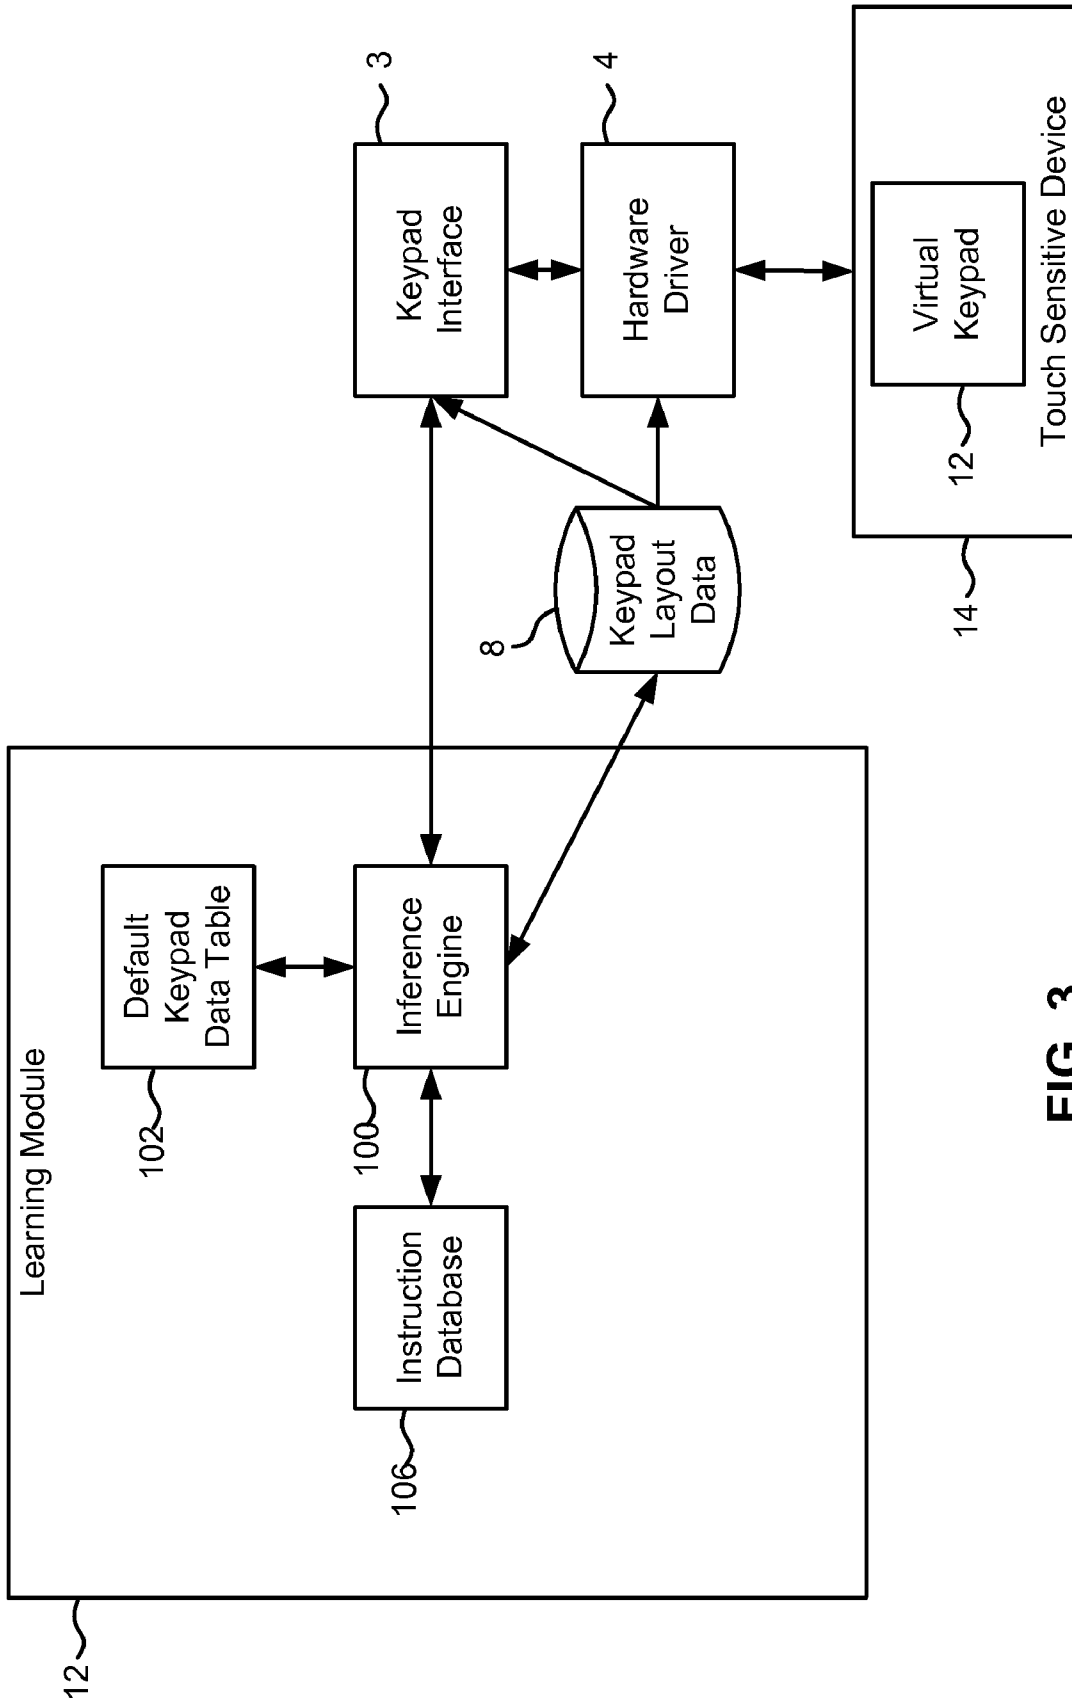 Learning Module
12
Default
Keypad
Data Table
102
Inference
Engine
100
Instruction
Database
106
3
Keypad
Interface
4
Hardware
Driver
8
Keypad
Layout
Data
Virtual
Keypad
12
Touch Sensitive Device
14
FIG. 3